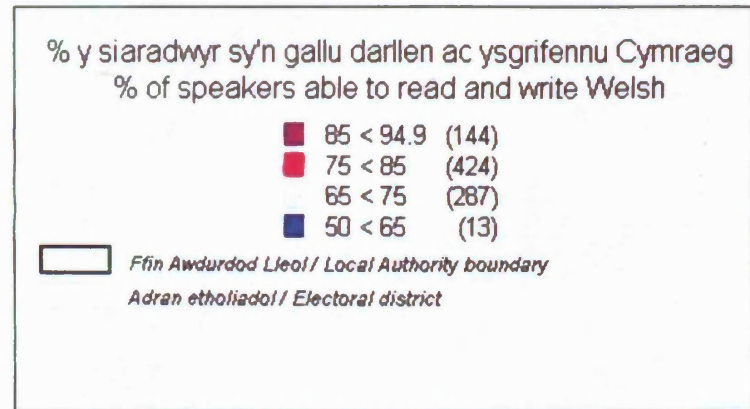 % y siaradwyr sy'n gallu darllen ac ysgrifennu Cymraeg
% of speakers able to read and write Welsh
85 < 94.9 (144)
75 < 85 (424)
65 < 75 (287)
50 < 65 (13)
Ffin Awdurdod Lleol / Local Authority boundary
Adran etholiadol / Electoral district